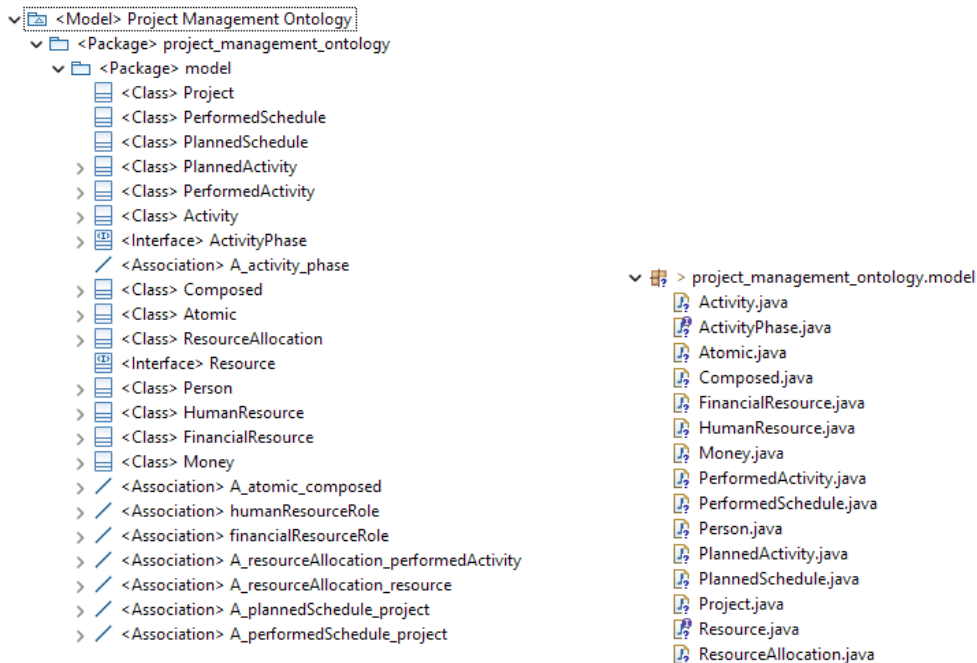 <Model> Project Management Ontology
<Package> project_management_ontology
<Package> model
<Class> Project
<Class> PerformedSchedule
<Class> PlannedSchedule
<Class> PlannedActivity
<Class> PerformedActivity
<Class> Activity
<Interface> ActivityPhase
<Association> A_activity_phase
<Class> Composed
<Class> Atomic
<Class> ResourceAllocation
<Interface> Resource
<Class> Person
<Class> HumanResource
<Class> FinancialResource
<Class> Money
<Association> A_atomic_composed
<Association> humanResourceRole
<Association> financialResourceRole
<Association> A_resourceAllocation_performedActivity
<Association> A_resourceAllocation_resource
<Association> A_plannedSchedule_project
<Association> A_performedSchedule_project
> project_management_ontology.model
Activity.java
ActivityPhase.java
Atomic.java
Composed.java
FinancialResource.java
HumanResource.java
Money.java
PerformedActivity.java
PerformedSchedule.java
Person.java
PlannedActivity.java
PlannedSchedule.java
Project.java
Resource.java
ResourceAllocation.java